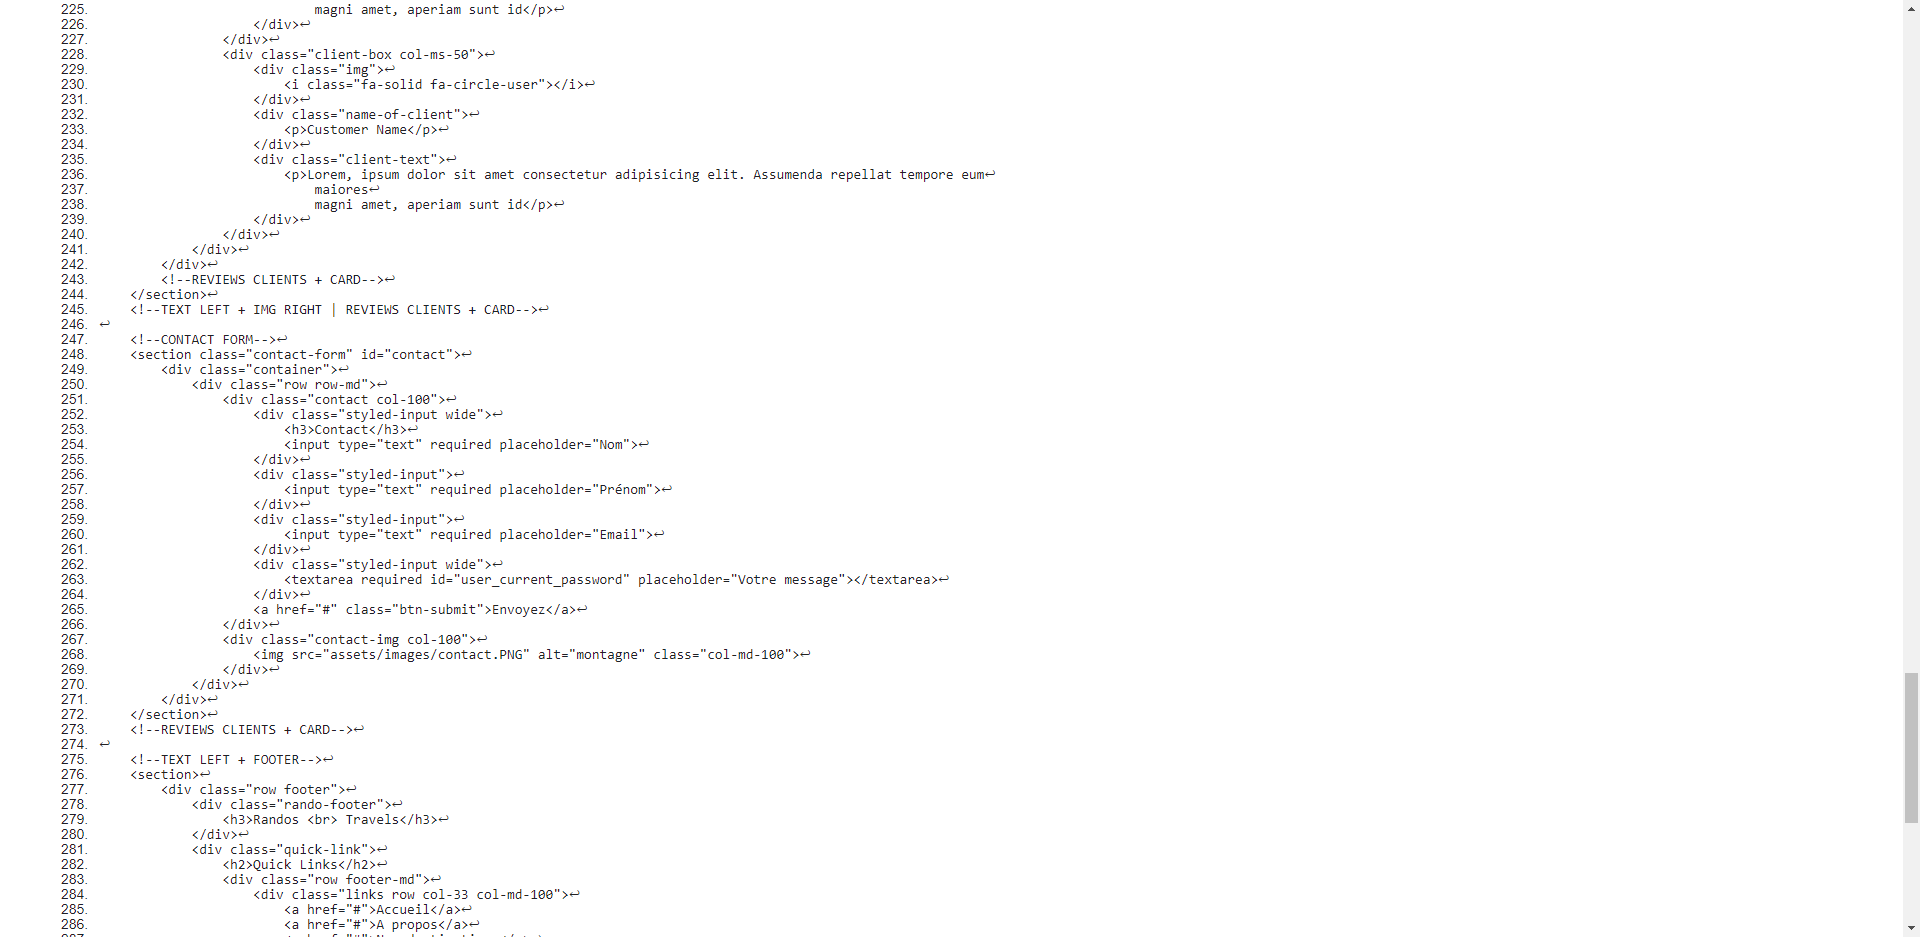 225. magni amet, aperiam sunt id</p>↩
226. </div>↩
227. </div>↩
228. <div class="client-box col-ms-50">↩
229. <div class="img">↩
230. <i class="fa-solid fa-circle-user"></i>↩
231. </div>↩
232. <div class="name-of-client">↩
233. <p>Customer Name</p>↩
234. </div>↩
235. <div class="client-text">↩
236. <p>Lorem, ipsum dolor sit amet consectetur adipisicing elit. Assumenda repellat tempore eum↩
237. maiores↩
238. magni amet, aperiam sunt id</p>↩
239. </div>↩
240. </div>↩
241. </div>↩
242. </div>↩
243. <!--REVIEWS CLIENTS + CARD-->↩
244. </section>↩
245. <!--TEXT LEFT + IMG RIGHT | REVIEWS CLIENTS + CARD-->↩
246. ↩
247. <!--CONTACT FORM-->↩
248. <section class="contact-form" id="contact">↩
249. <div class="container">↩
250. <div class="row row-md">↩
251. <div class="contact col-100">↩
252. <div class="styled-input wide">↩
253. <h3>Contact</h3>↩
254. <input type="text" required placeholder="Nom">↩
255. </div>↩
256. <div class="styled-input">↩
257. <input type="text" required placeholder="Prénom">↩
258. </div>↩
259. <div class="styled-input">↩
260. <input type="text" required placeholder="Email">↩
261. </div>↩
262. <div class="styled-input wide">↩
263. <textarea required id="user_current_password" placeholder="Votre message"></textarea>↩
264. </div>↩
265. <a href="#" class="btn-submit">Envoyez</a>↩
266. </div>↩
267. <div class="contact-img col-100">↩
268. <img src="assets/images/contact.PNG" alt="montagne" class="col-md-100">↩
269. </div>↩
270. </div>↩
271. </div>↩
272. </section>↩
273. <!--REVIEWS CLIENTS + CARD-->↩
274. ↩
275. <!--TEXT LEFT + FOOTER-->↩
276. <section>↩
277. <div class="row footer">↩
278. <div class="rando-footer">↩
279. <h3>Randos <br> Travels</h3>↩
280. </div>↩
281. <div class="quick-link">↩
282. <h2>Quick Links</h2>↩
283. <div class="row footer-md">↩
284. <div class="links row col-33 col-md-100">↩
285. <a href="#">Accueil</a>↩
286. <a href="#">A propos</a>↩